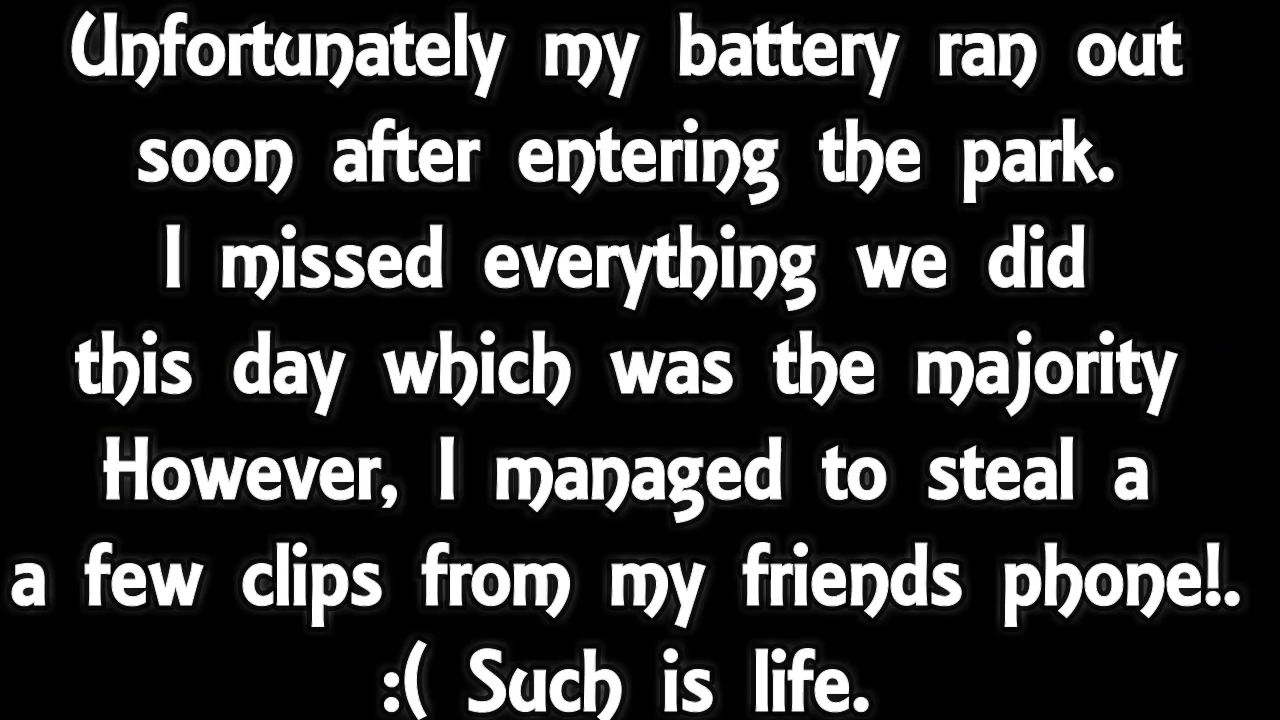 Unfortunately my battery ran out
soon after entering the park.
I missed everything we did
this day which was the majority
However, I managed to steal a
a few clips from my friends phone!.
:( Such is life.